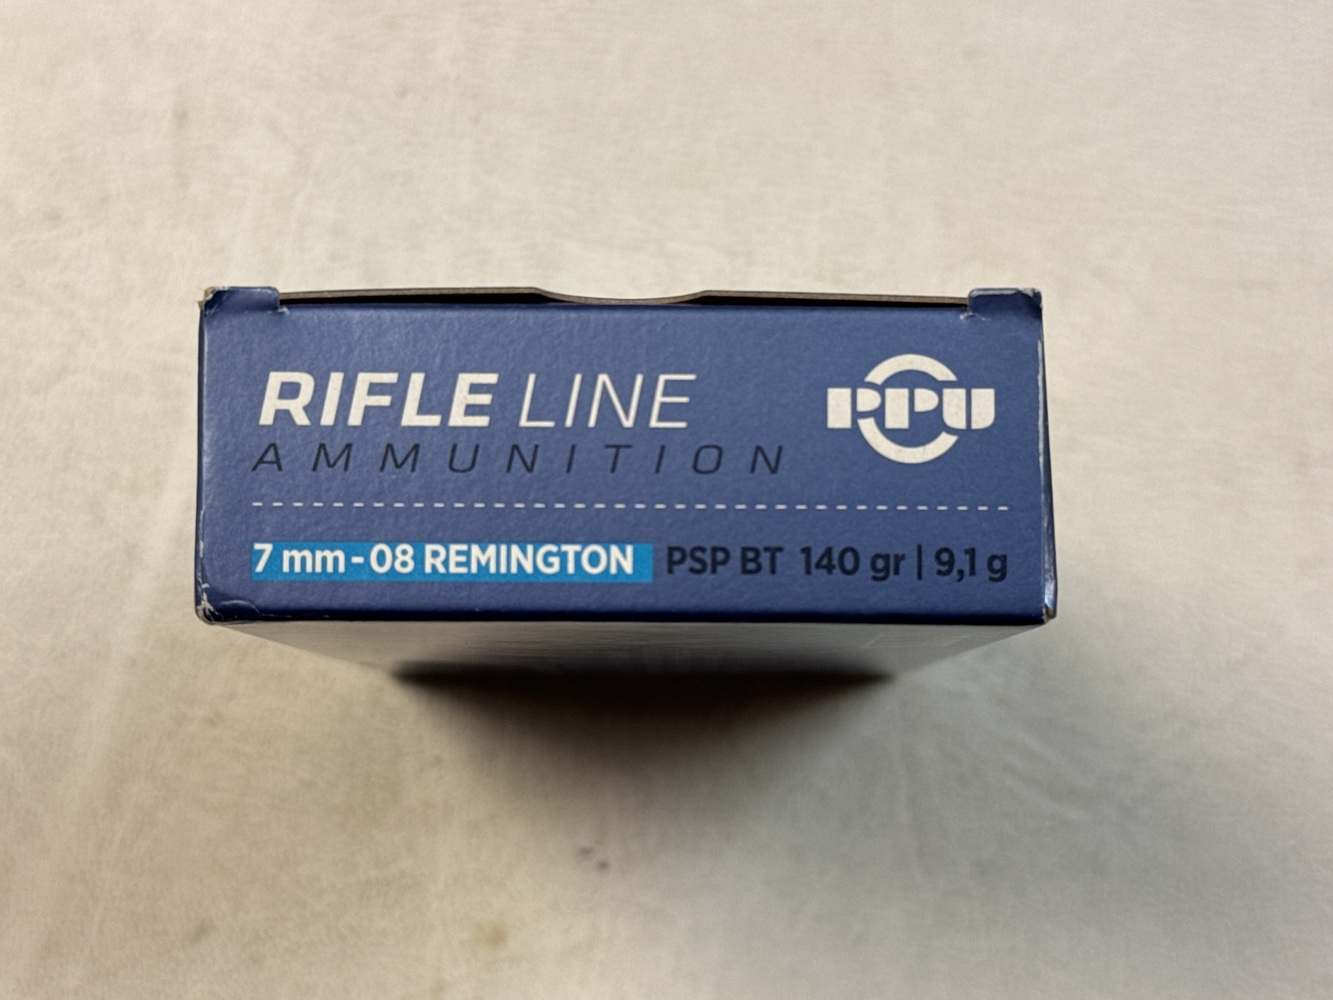 RIFLE LINE
AMMUNITION
PPU
7 mm - 08 REMINGTON PSP BT 140 gr | 9,1 g